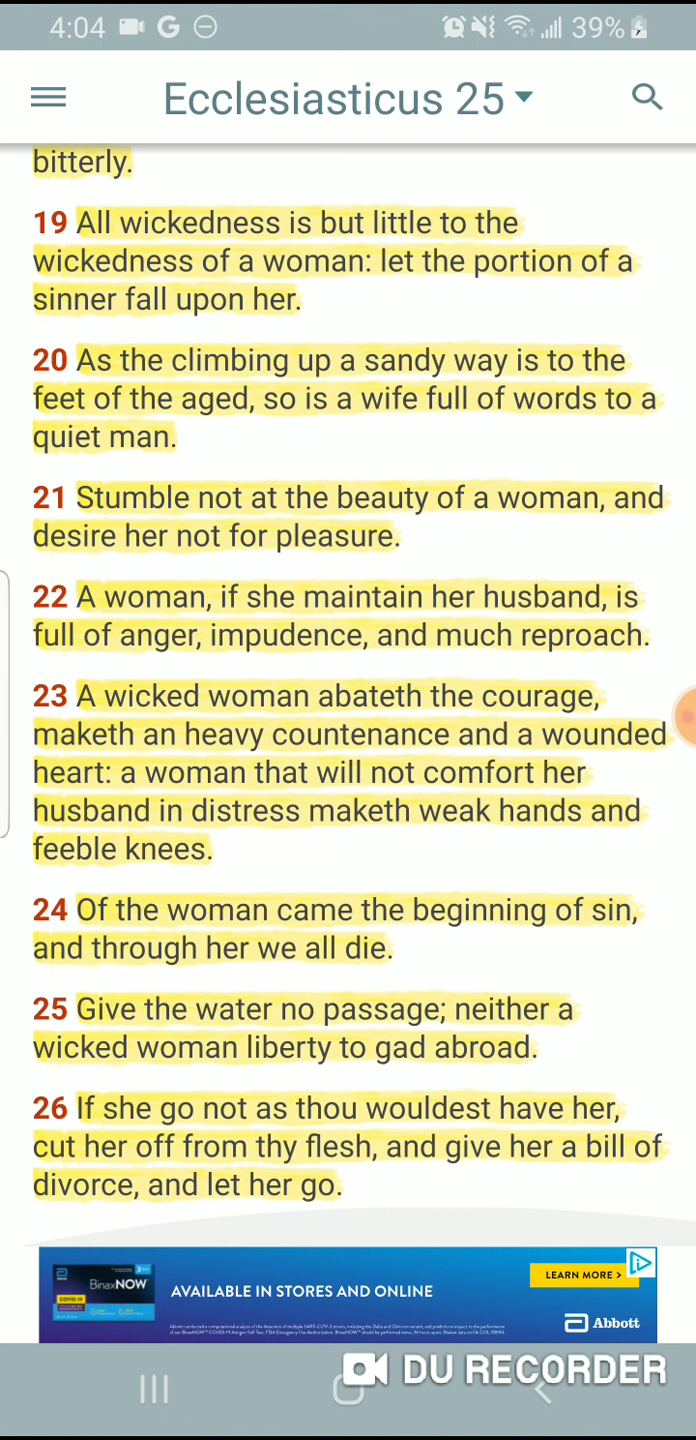 4:04 G 39%
Ecclesiasticus 25
bitterly.
19 All wickedness is but little to the
wickedness of a woman: let the portion of a
sinner fall upon her.
20 As the climbing up a sandy way is to the
feet of the aged, so is a wife full of words to a
quiet man.
21 Stumble not at the beauty of a woman, and
desire her not for pleasure.
22 A woman, if she maintain her husband, is
full of anger, impudence, and much reproach.
23 A wicked woman abateth the courage,
maketh an heavy countenance and a wounded
heart: a woman that will not comfort her
husband in distress maketh weak hands and
feeble knees.
24 Of the woman came the beginning of sin,
and through her we all die.
25 Give the water no passage; neither a
wicked woman liberty to gad abroad.
26 If she go not as thou wouldest have her,
cut her off from thy flesh, and give her a bill of
divorce, and let her go.
BinaxNOW
COVID-19
AVAILABLE IN STORES AND ONLINE
LEARN MORE >
Abbott
DU RECORDER